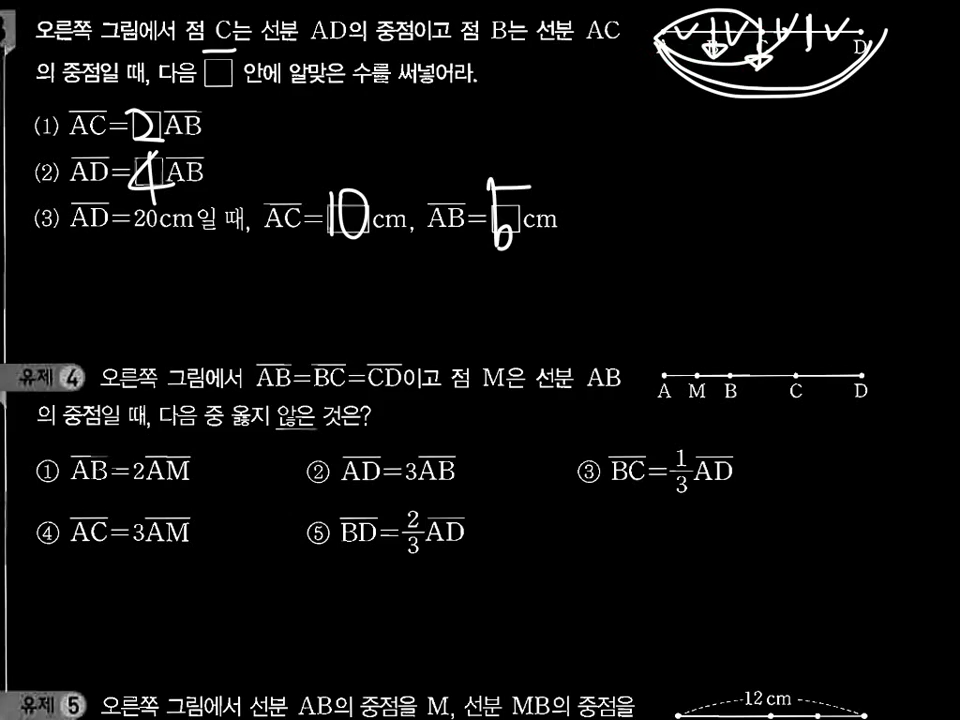 오른쪽 그림에서 점 C는 선분 AD의 중점이고 점 B는 선분 AC
의 중점일 때, 다음 □ 안에 알맞은 수를 써넣어라.
D
(1) AC=2AB
(2) AD=4AB
(3) AD=20cm일 때, AC=10cm, AB=5cm
유제 4 오른쪽 그림에서 AB=BC=CD이고 점 M은 선분 AB
A M B C D
의 중점일 때, 다음 중 옳지 않은 것은?
① AB=2AM ② AD=3AB ③ BC=1/3AD
④ AC=3AM ⑤ BD=2/3AD
유제 5 오른쪽 그림에서 선분 AB의 중점을 M, 선분 MB의 중점을
12 cm